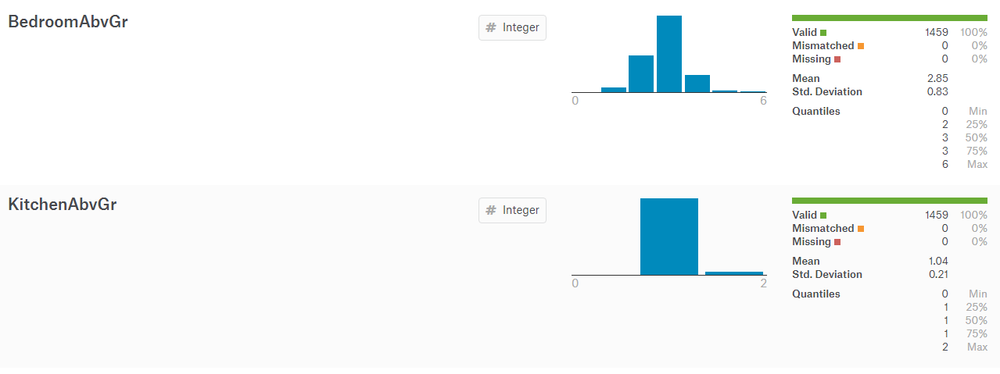 BedroomAbvGr
# Integer
0 6
Valid 1459 100%
Mismatched 0 0%
Missing 0 0%
Mean 2.85
Std. Deviation 0.83
Quantiles 0 Min
2 25%
3 50%
3 75%
6 Max
KitchenAbvGr
# Integer
0 2
Valid 1459 100%
Mismatched 0 0%
Missing 0 0%
Mean 1.04
Std. Deviation 0.21
Quantiles 0 Min
1 25%
1 50%
1 75%
2 Max